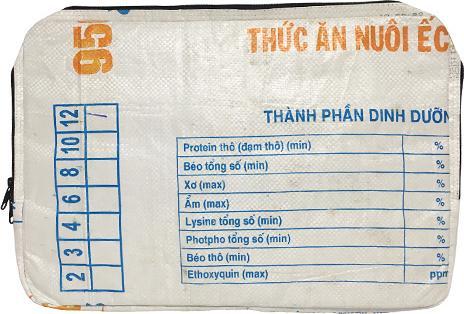 95
THỨC ĂN NUÔI ẾC
THÀNH PHẦN DINH DƯỠN
2 3 4 6 8 10 12
Protein thô (đạm thô) (min) %
Béo tổng số (min) %
Xơ (max) %
Ẩm (max) %
Lysine tổng số (min) %
Photpho tổng số (min) %
Béo thô (min) %
Ethoxyquin (max) ppm